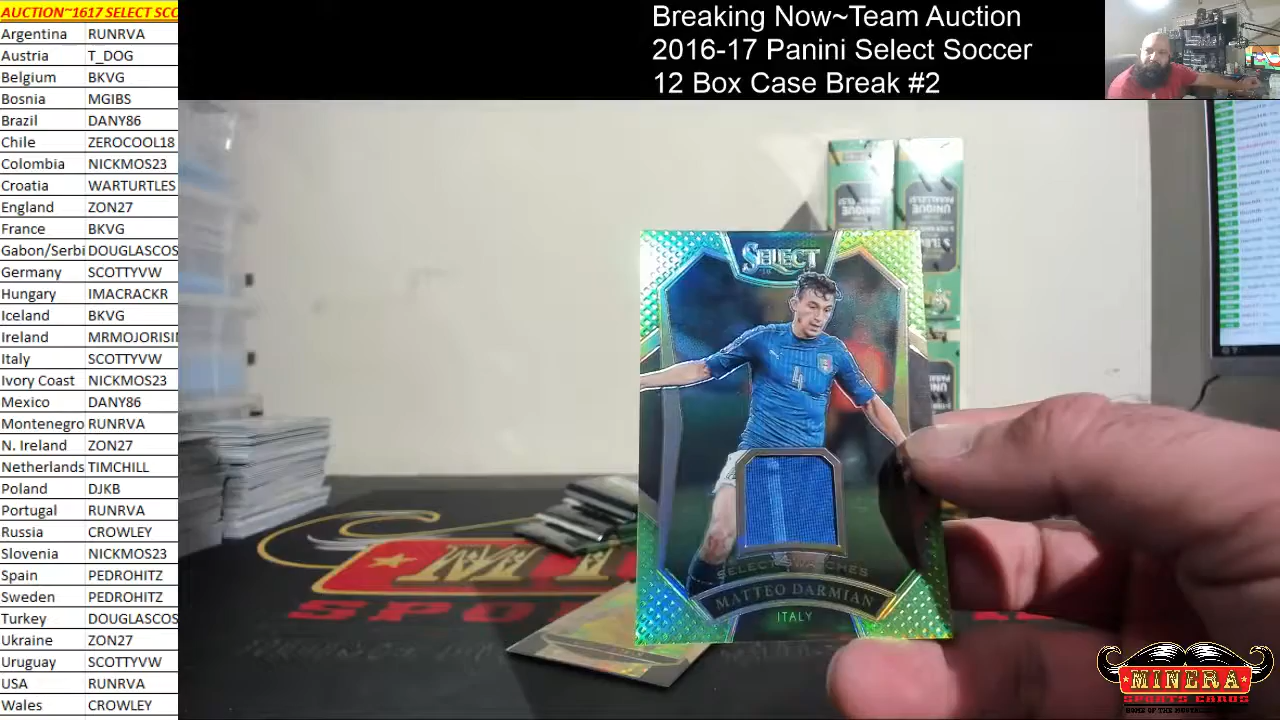 AUCTION~1617 SELECT SCO
Argentina RUNRVA
Austria T_DOG
Belgium BKVG
Bosnia MGIBS
Brazil DANY86
Chile ZEROCOOL18
Colombia NICKMOS23
Croatia WARTURTLES
England ZON27
France BKVG
Gabon/Serbi DOUGLASCOS
Germany SCOTTYVW
Hungary IMACRACKR
Iceland BKVG
Ireland MRMOJORISI
Italy SCOTTYVW
Ivory Coast NICKMOS23
Mexico DANY86
Montenegro RUNRVA
N. Ireland ZON27
Netherlands TIMCHILL
Poland DJKB
Portugal RUNRVA
Russia CROWLEY
Slovenia NICKMOS23
Spain PEDROHITZ
Sweden PEDROHITZ
Turkey DOUGLASCOS
Ukraine ZON27
Uruguay SCOTTYVW
USA RUNRVA
Wales CROWLEY
Breaking Now~Team Auction
2016-17 Panini Select Soccer
12 Box Case Break #2
UNIQUE
UNIQUE
SELECT
4
SELECT SWATCHES
MATTEO DARMIAN
ITALY
MINERA
SPORTS CARDS